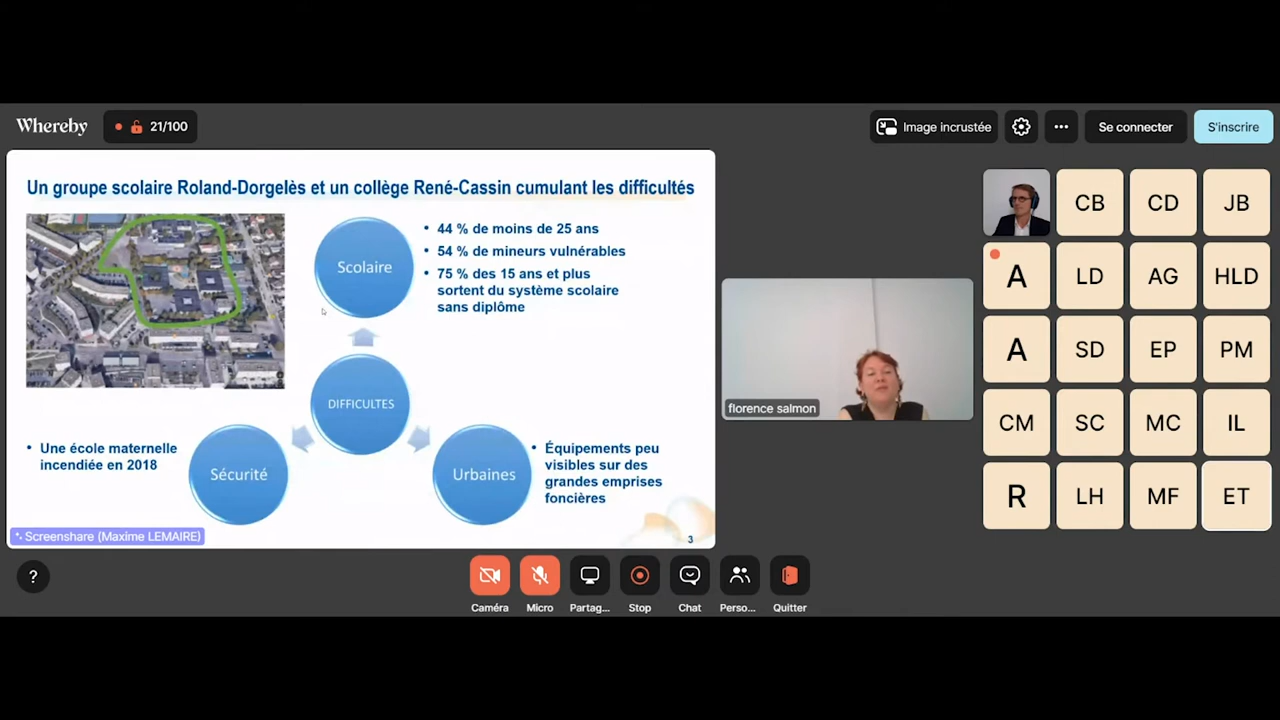 Whereby
21/100
Image incrustée
Se connecter
S'inscrire
Un groupe scolaire Roland-Dorgelès et un collège René-Cassin cumulant les difficultés
Scolaire
• 44 % de moins de 25 ans
• 54 % de mineurs vulnérables
• 75 % des 15 ans et plus
sortent du système scolaire
sans diplôme
DIFFICULTES
• Une école maternelle
incendiée en 2018
Sécurité
Urbaines
• Équipements peu
visibles sur des
grandes emprises
foncières
3
Screenshare (Maxime LEMAIRE)
florence salmon
CB
CD
JB
A
LD
AG
HLD
A
SD
EP
PM
CM
SC
MC
IL
R
LH
MF
ET
?
Caméra
Micro
Partag...
Stop
Chat
Perso...
Quitter